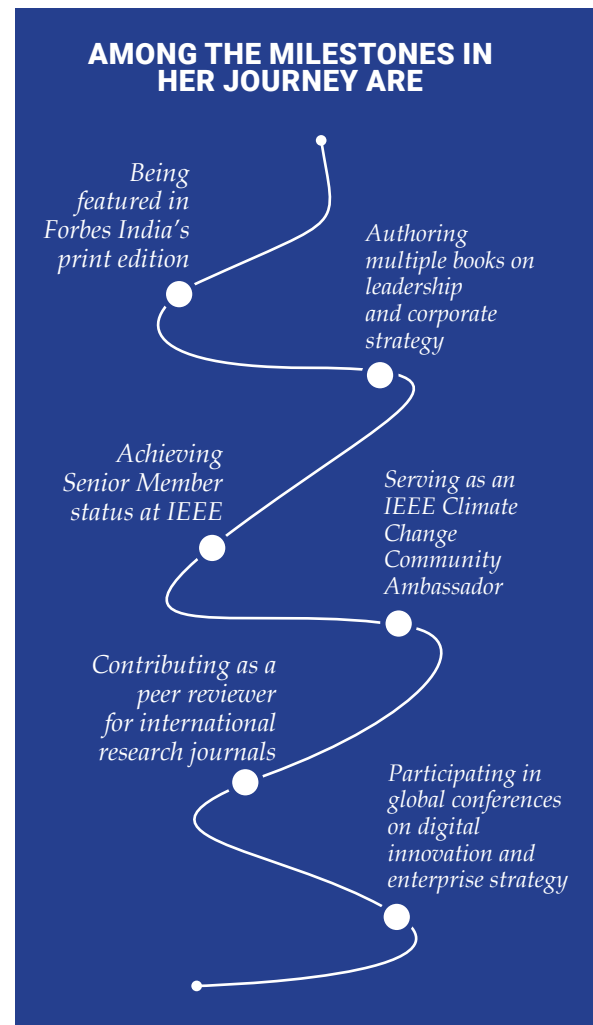 AMONG THE MILESTONES IN
HER JOURNEY ARE
Being
featured in
Forbes India's
print edition
Authoring
multiple books on
leadership
and corporate
strategy
Achieving
Senior Member
status at IEEE
Serving as an
IEEE Climate
Change
Community
Ambassador
Contributing as a
peer reviewer
for international
research journals
Participating in
global conferences
on digital
innovation and
enterprise strategy